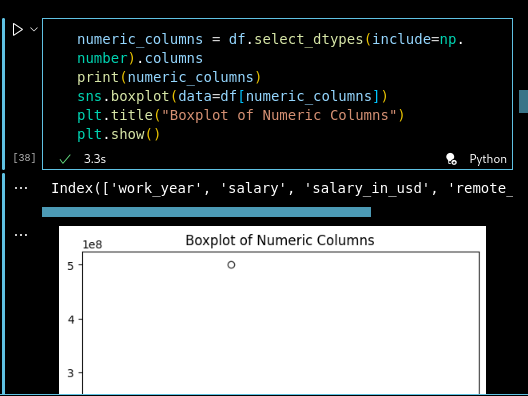 numeric_columns = df.select_dtypes(include=np.
number).columns
print(numeric_columns)
sns.boxplot(data=df[numeric_columns])
plt.title("Boxplot of Numeric Columns")
plt.show()
[38]
3.3s
Python
Index(['work_year', 'salary', 'salary_in_usd', 'remote_
Boxplot of Numeric Columns
1e8
5
4
3